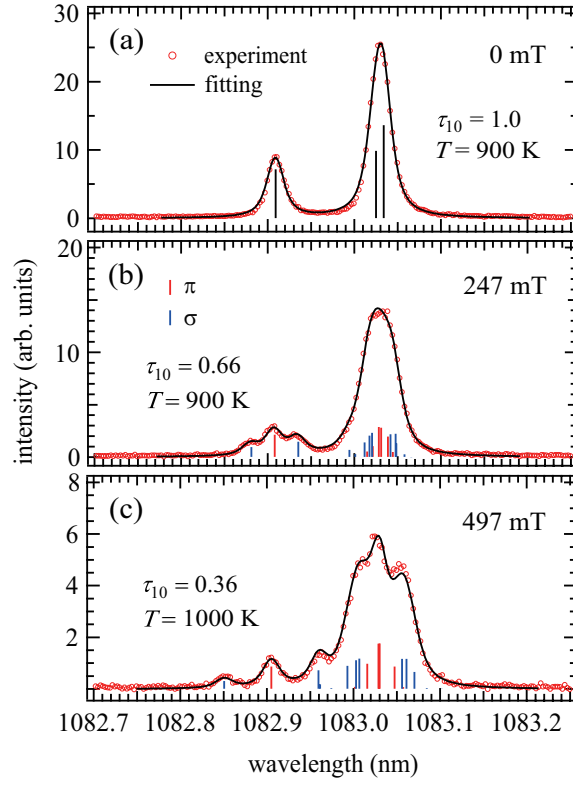 30
(a)
experiment
0 mT
fitting
20
τ10 = 1.0
T = 900 K
10
0
20
(b)
π
247 mT
σ
τ10 = 0.66
10
T = 900 K
0
8
(c)
497 mT
6
τ10 = 0.36
4
T = 1000 K
2
1082.7 1082.8 1082.9 1083.0 1083.1 1083.2
wavelength (nm)
intensity (arb. units)